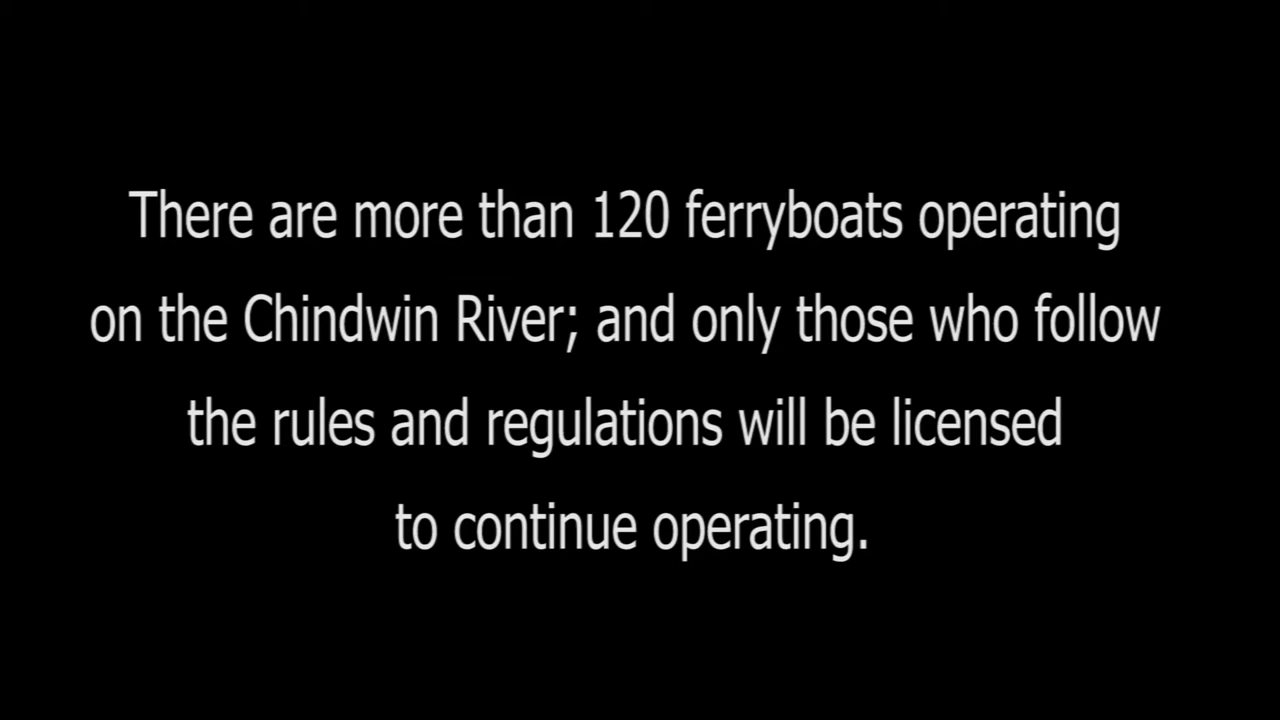 There are more than 120 ferryboats operating
on the Chindwin River; and only those who follow
the rules and regulations will be licensed
to continue operating.